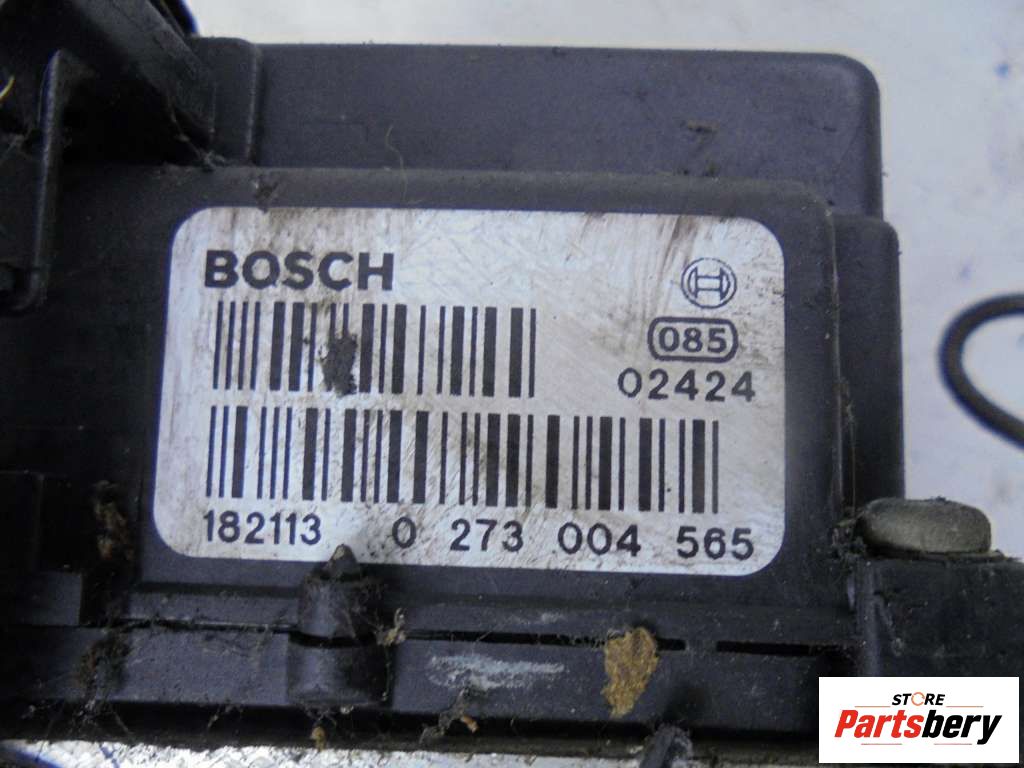 BOSCH
085
02424
182113 0 273 004 565
STORE
Partsbery